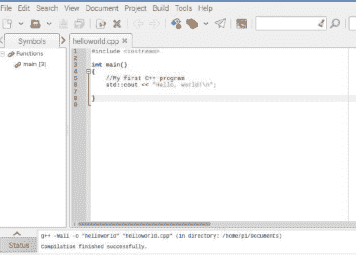 File Edit Search View Document Project Build Tools Help
Symbols helloworld.cpp
Functions
main [3]
1 #include <iostream>
2
3 int main()
4 {
5 //My first C++ program
6 std::cout << "Hello, world!\n";
7
8 }
9
Status
g++ -Wall -o "helloworld" "helloworld.cpp" (in directory: /home/pi/Documents)
Compilation finished successfully.